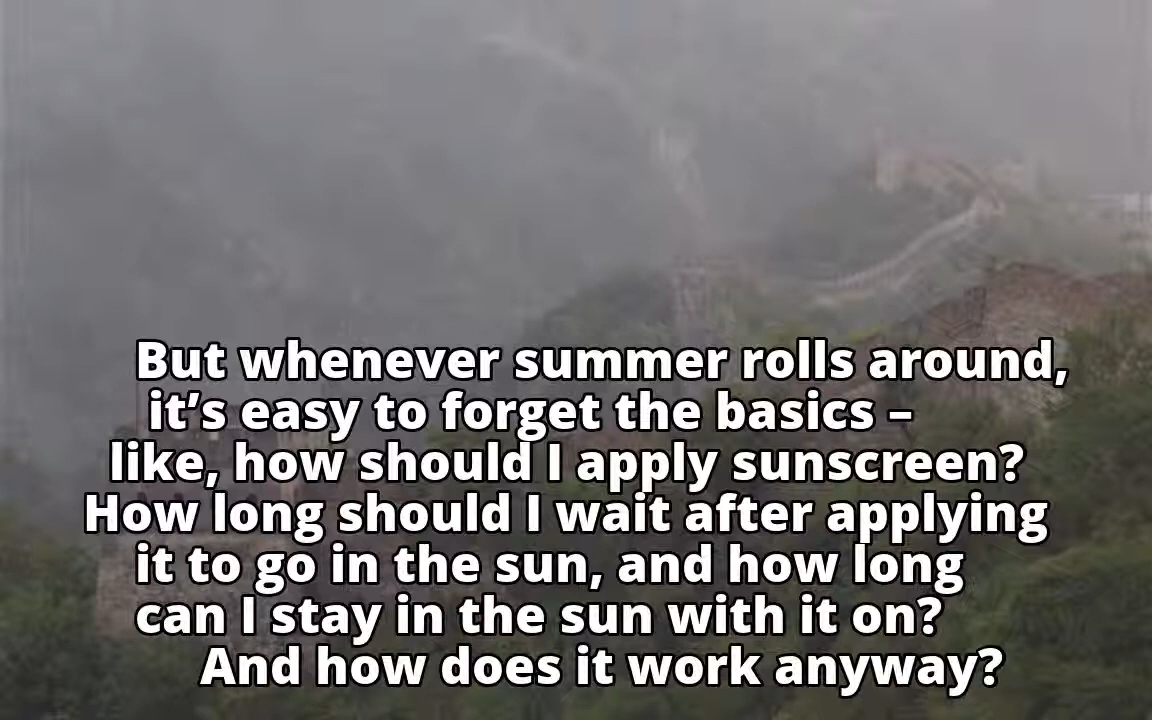 But whenever summer rolls around,
it’s easy to forget the basics –
like, how should I apply sunscreen?
How long should I wait after applying
it to go in the sun, and how long
can I stay in the sun with it on?
And how does it work anyway?